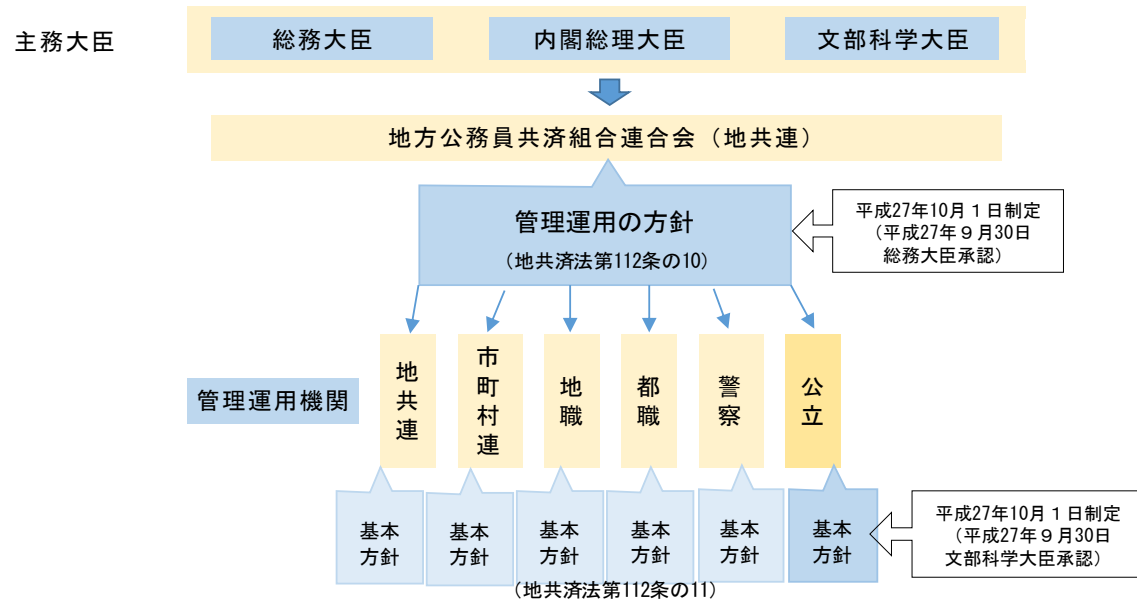 主務大臣
総務大臣
内閣総理大臣
文部科学大臣
地方公務員共済組合連合会（地共連）
管理運用の方針
（地共済法第112条の10）
平成27年10月１日制定
（平成27年９月30日
総務大臣承認）
管理運用機関
地共連
市町村連
地職
都職
警察
公立
基本
方針
基本
方針
基本
方針
基本
方針
基本
方針
基本
方針
（地共済法第112条の11）
平成27年10月１日制定
（平成27年９月30日
文部科学大臣承認）